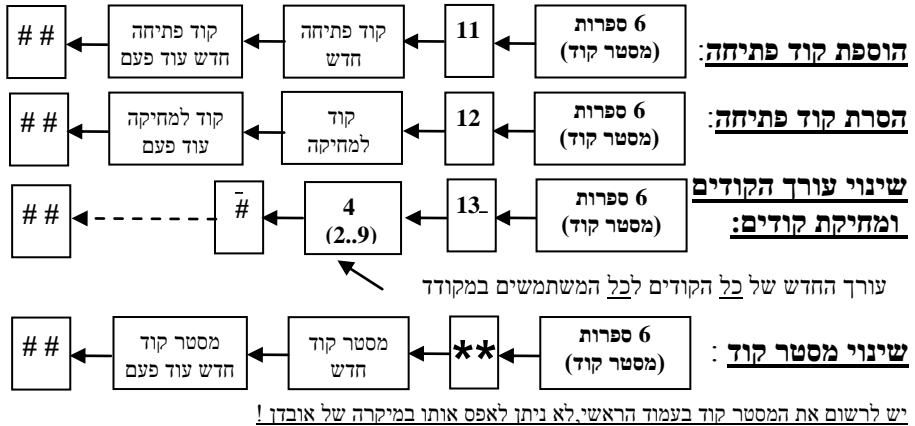 הוספת קוד פתיחה:
6 ספרות
(מסטר קוד)
11
קוד פתיחה
חדש
קוד פתיחה
חדש עוד פעם
# #
הסרת קוד פתיחה:
6 ספרות
(מסטר קוד)
12
קוד
למחיקה
קוד למחיקה
עוד פעם
# #
שינוי עורך הקודים
ומחיקת קודים:
6 ספרות
(מסטר קוד)
13
4
(2..9)
#
# #
עורך החדש של כל הקודים לכל המשתמשים במקודד
שינוי מסטר קוד :
6 ספרות
(מסטר קוד)
**
מסטר קוד
חדש
מסטר קוד
חדש עוד פעם
# #
יש לרשום את המסטר קוד בעמוד הראשי,לא ניתן לאפס אותו במיקרה של אובדן !